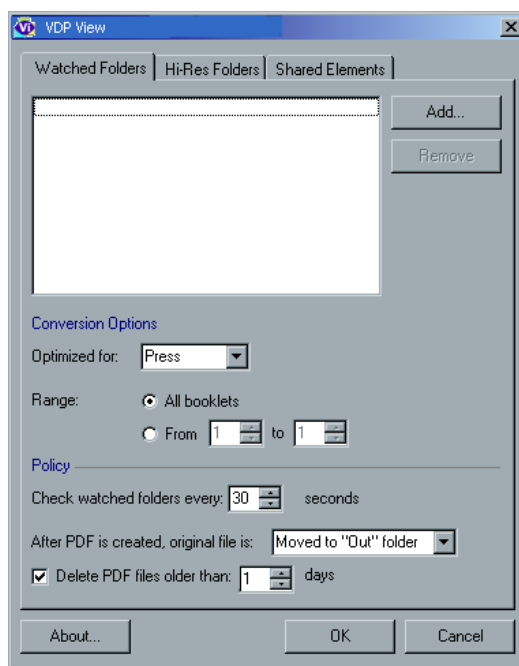 Vi VDP View
Watched Folders Hi-Res Folders Shared Elements
Add...
Remove
Conversion Options
Optimized for: Press
Range: All booklets
From 1 to 1
Policy
Check watched folders every: 30 seconds
After PDF is created, original file is: Moved to "Out" folder
Delete PDF files older than: 1 days
About... OK Cancel